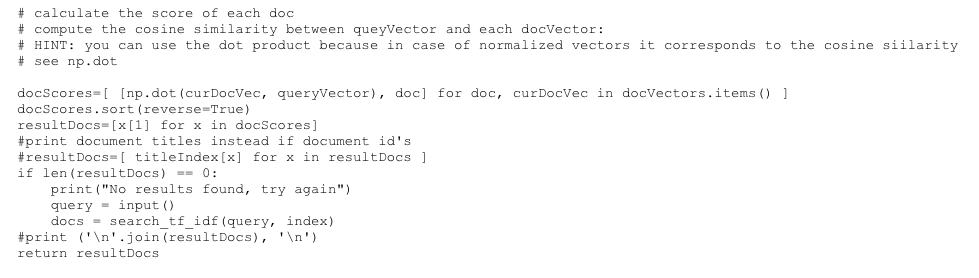 # calculate the score of each doc
# compute the cosine similarity between queyVector and each docVector:
# HINT: you can use the dot product because in case of normalized vectors it corresponds to the cosine siilarity
# see np.dot

docScores=[ [np.dot(curDocVec, queryVector), doc] for doc, curDocVec in docVectors.items() ]
docScores.sort(reverse=True)
resultDocs=[x[1] for x in docScores]
#print document titles instead if document id's
#resultDocs=[ titleIndex[x] for x in resultDocs ]
if len(resultDocs) == 0:
    print("No results found, try again")
    query = input()
    docs = search_tf_idf(query, index)
#print ('\n'.join(resultDocs), '\n')
return resultDocs